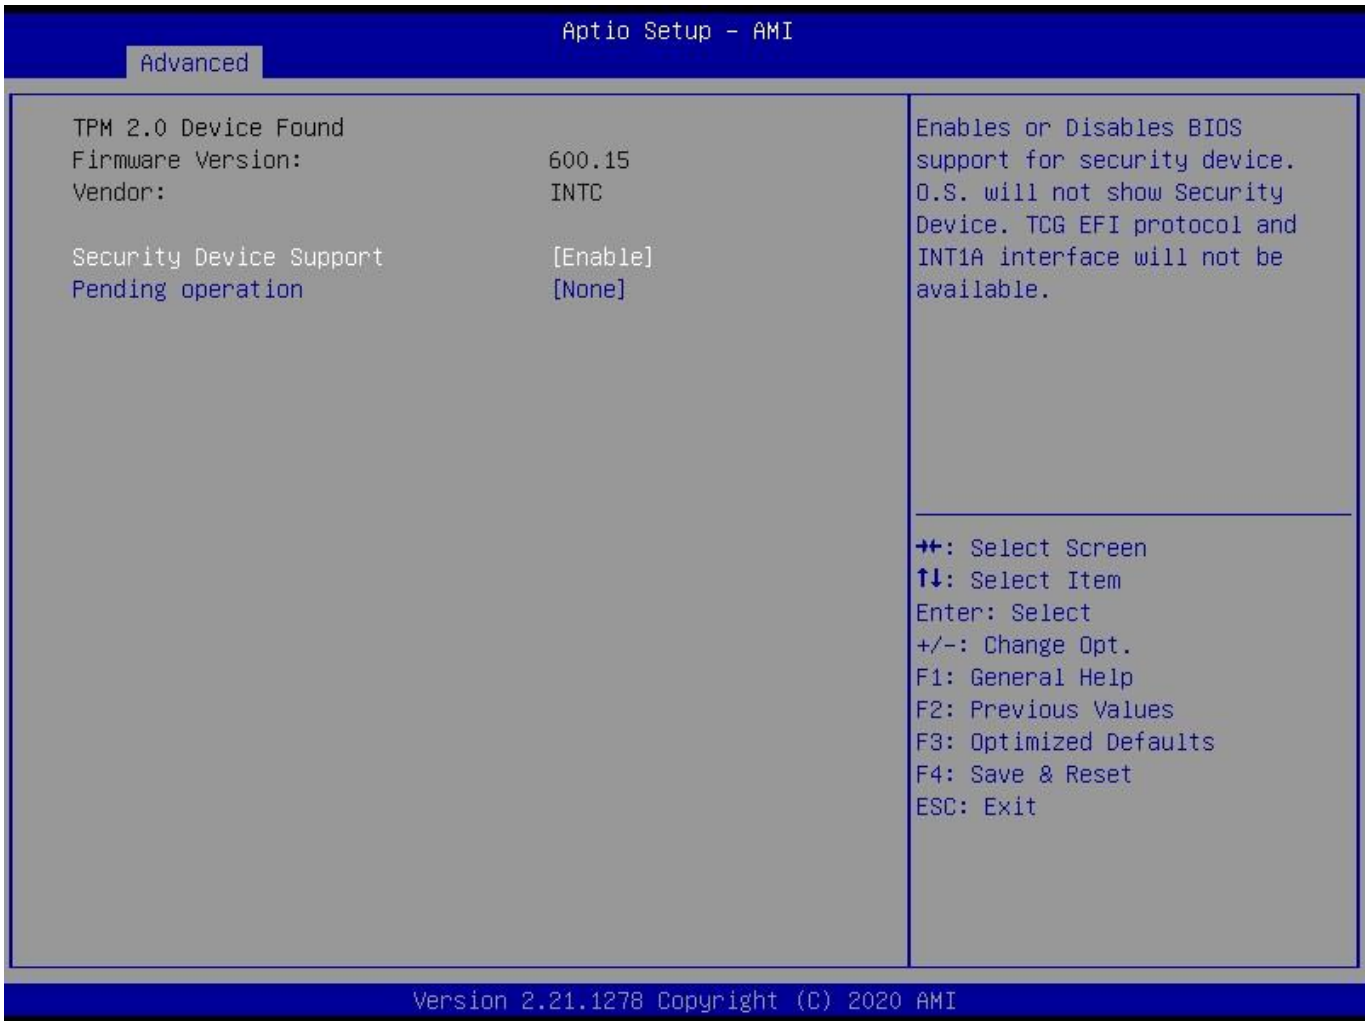 Aptio Setup – AMI
Advanced
TPM 2.0 Device Found
Firmware Version: 600.15
Vendor: INTC
Security Device Support [Enable]
Pending operation [None]
Enables or Disables BIOS
support for security device.
O.S. will not show Security
Device. TCG EFI protocol and
INT1A interface will not be
available.
→←: Select Screen
↑↓: Select Item
Enter: Select
+/-: Change Opt.
F1: General Help
F2: Previous Values
F3: Optimized Defaults
F4: Save & Reset
ESC: Exit
Version 2.21.1278 Copyright (C) 2020 AMI